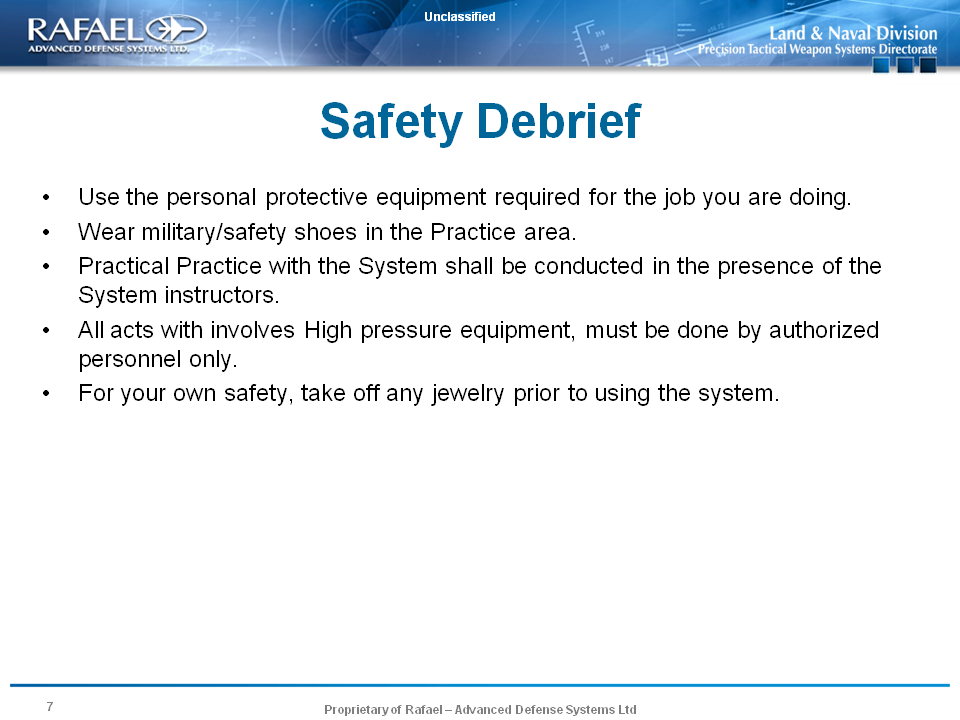 Unclassified
RAFAEL
ADVANCED DEFENSE SYSTEMS LTD.
Land & Naval Division
Precision Tactical Weapon Systems Directorate
Safety Debrief
• Use the personal protective equipment required for the job you are doing.
• Wear military/safety shoes in the Practice area.
• Practical Practice with the System shall be conducted in the presence of the
System instructors.
• All acts with involves High pressure equipment, must be done by authorized
personnel only.
• For your own safety, take off any jewelry prior to using the system.
7
Proprietary of Rafael – Advanced Defense Systems Ltd